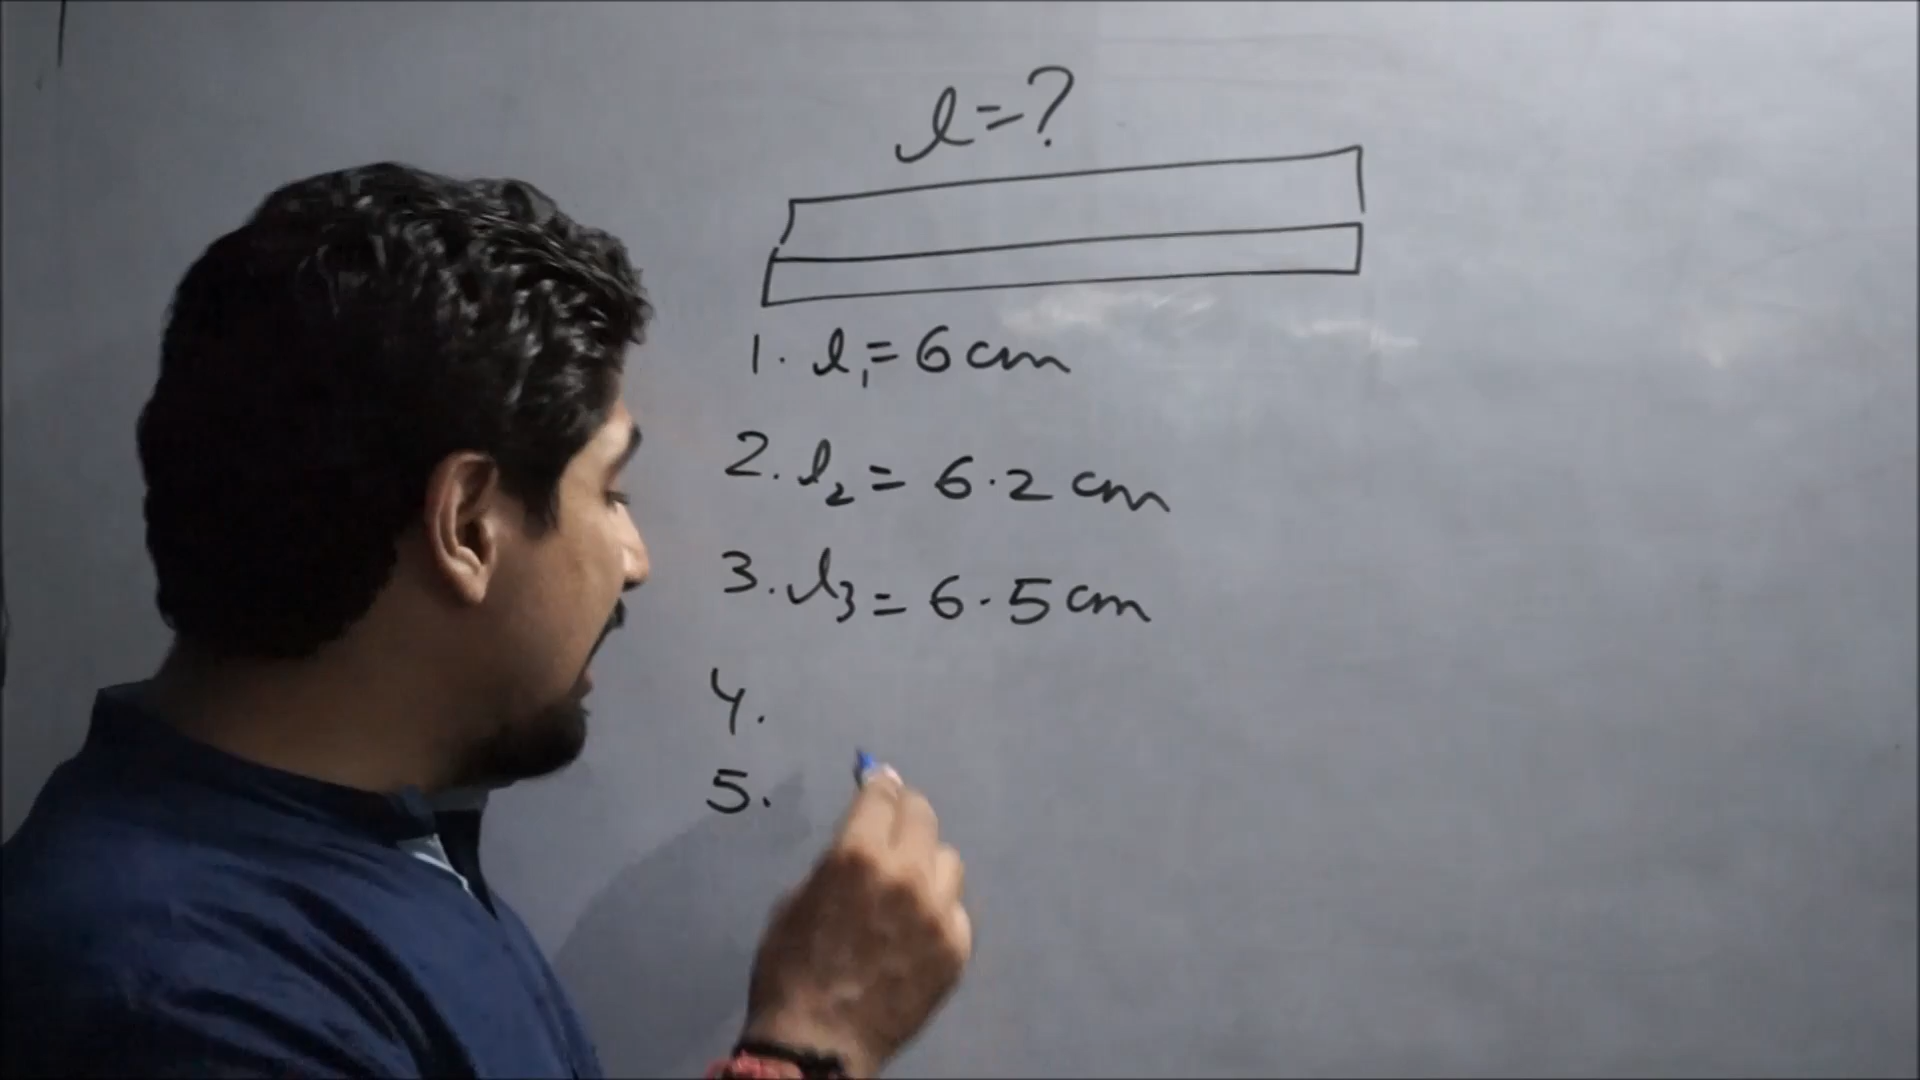 l=?
1. l₁=6cm
2. l₂ = 6.2 cm
3. l₃ = 6.5cm
4.
5.